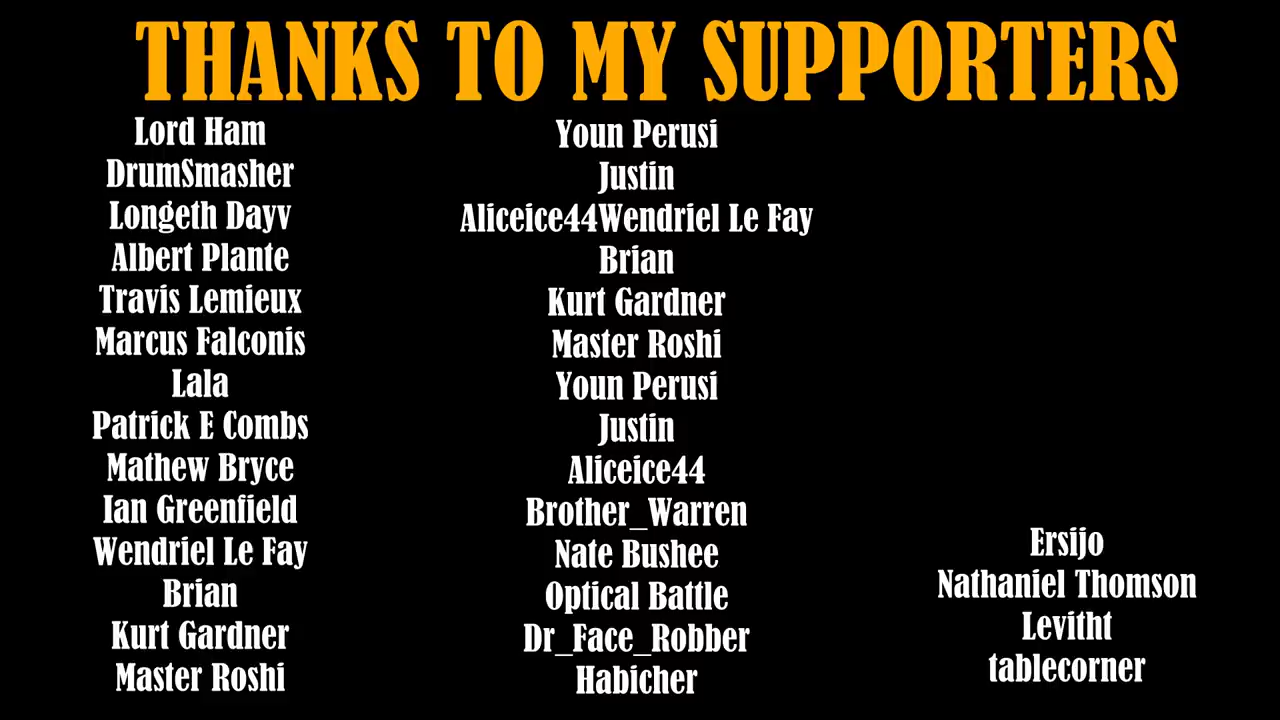 THANKS TO MY SUPPORTERS
Lord Ham
DrumSmasher
Longeth Dayv
Albert Plante
Travis Lemieux
Marcus Falconis
Lala
Patrick E Combs
Mathew Bryce
Ian Greenfield
Wendriel Le Fay
Brian
Kurt Gardner
Master Roshi
Youn Perusi
Justin
Aliceice44Wendriel Le Fay
Brian
Kurt Gardner
Master Roshi
Youn Perusi
Justin
Aliceice44
Brother_Warren
Nate Bushee
Optical Battle
Dr_Face_Robber
Habicher
Ersijo
Nathaniel Thomson
Levitht
tablecorner